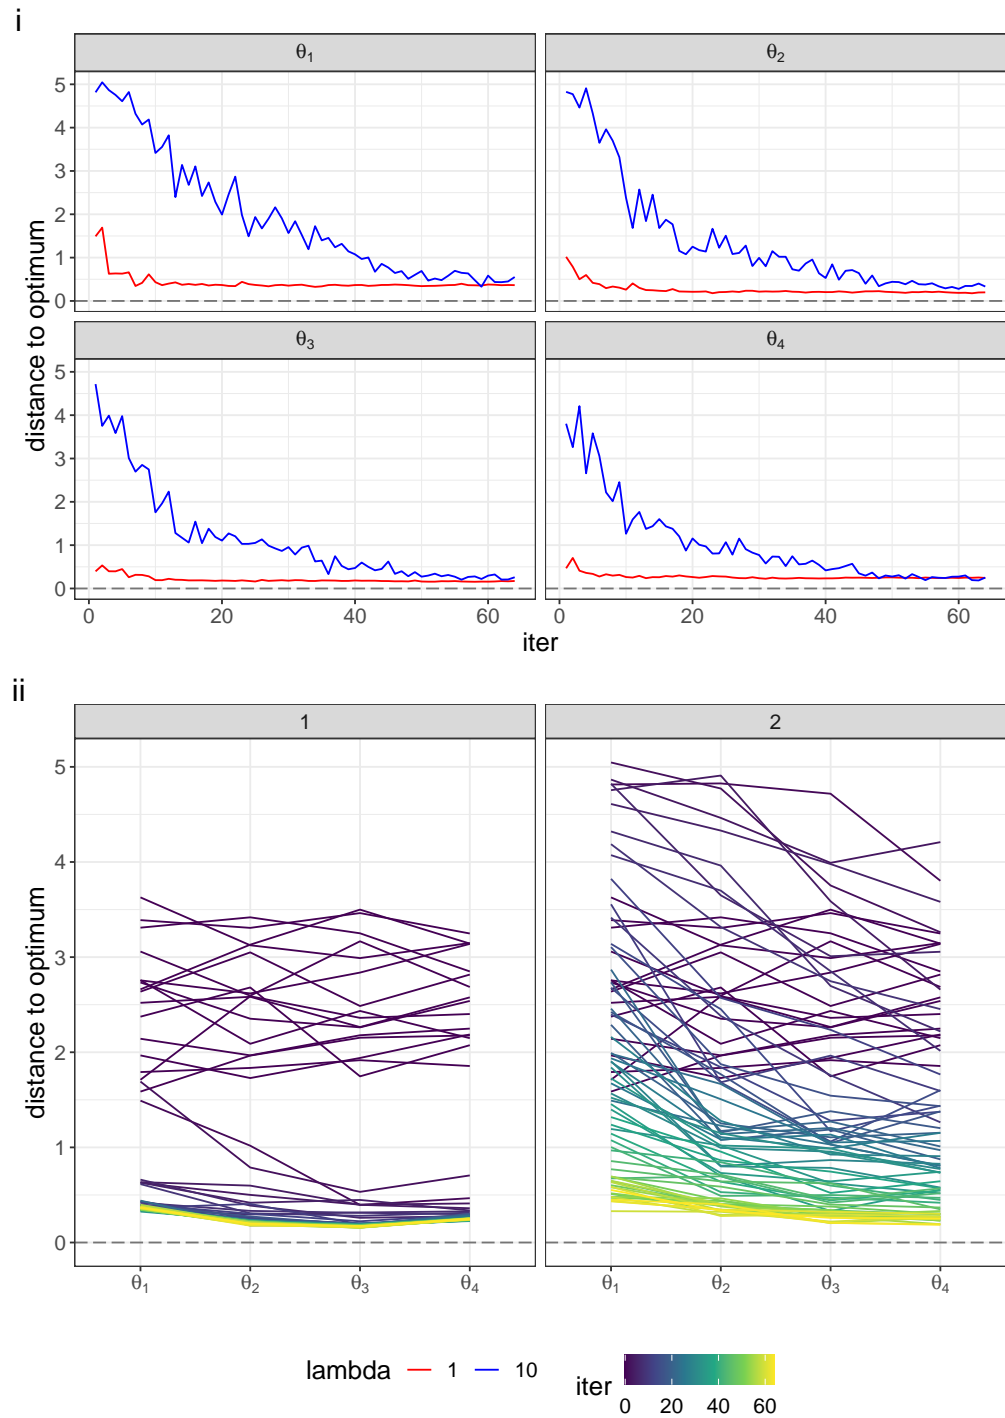 i
θ1 θ2
5
4
3
2
1
0
θ3 θ4
5
4
3
2
1
0
distance to optimum
0 20 40 60 0 20 40 60
iter
ii
1 2
5
4
3
2
1
0
distance to optimum
θ1 θ2 θ3 θ4 θ1 θ2 θ3 θ4
lambda 1 10
iter 0 20 40 60